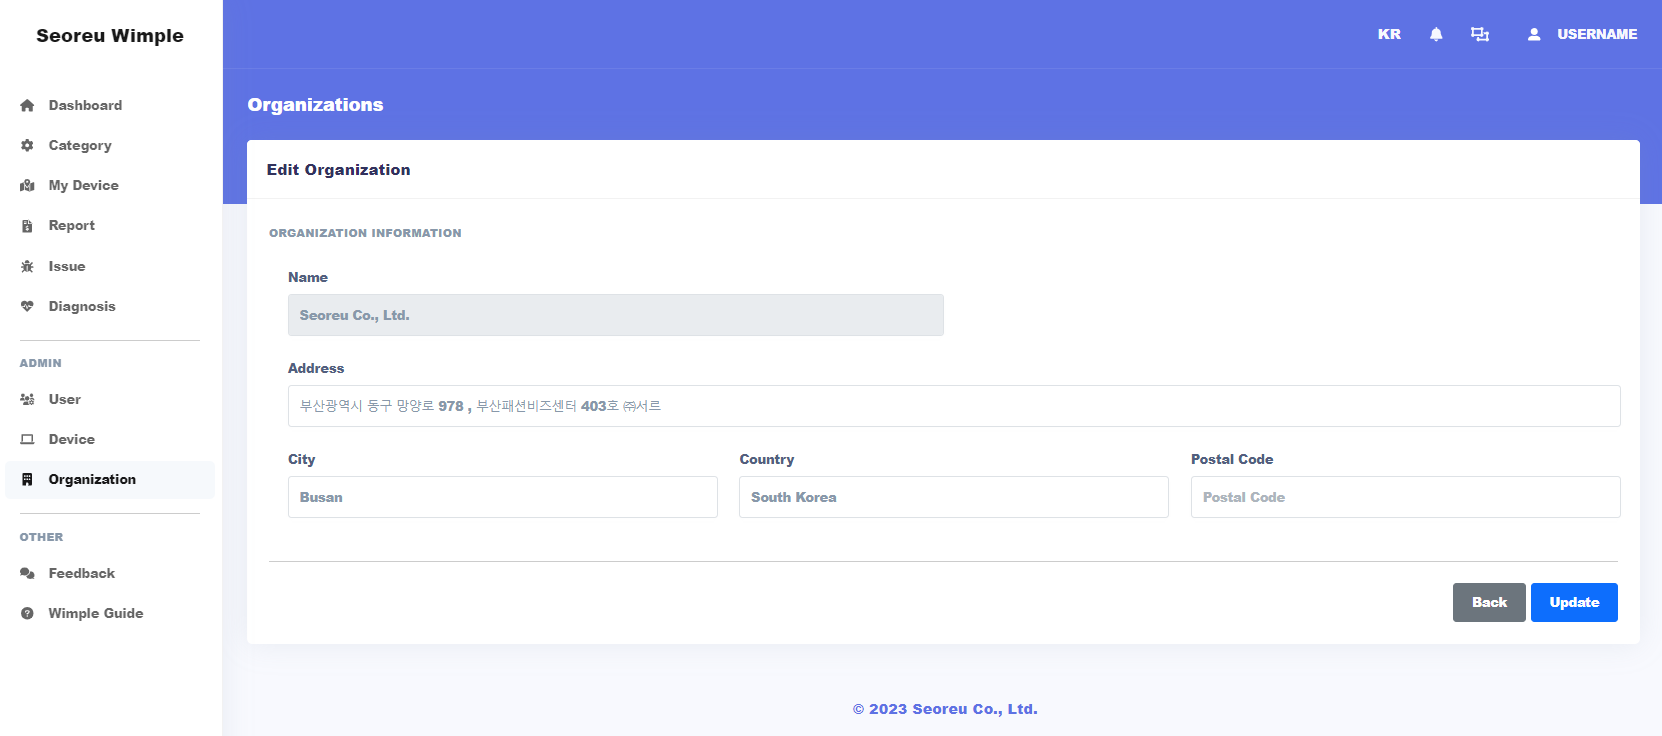 Seoreu Wimple
KR
USERNAME
Dashboard
Category
My Device
Report
Issue
Diagnosis
ADMIN
User
Device
Organization
OTHER
Feedback
Wimple Guide
Organizations
Edit Organization
ORGANIZATION INFORMATION
Name
Seoreu Co., Ltd.
Address
부산광역시 동구 망양로 978 , 부산패션비즈센터 403호 ㈜서르
City
Country
Postal Code
Busan
South Korea
Postal Code
Back
Update
© 2023 Seoreu Co., Ltd.